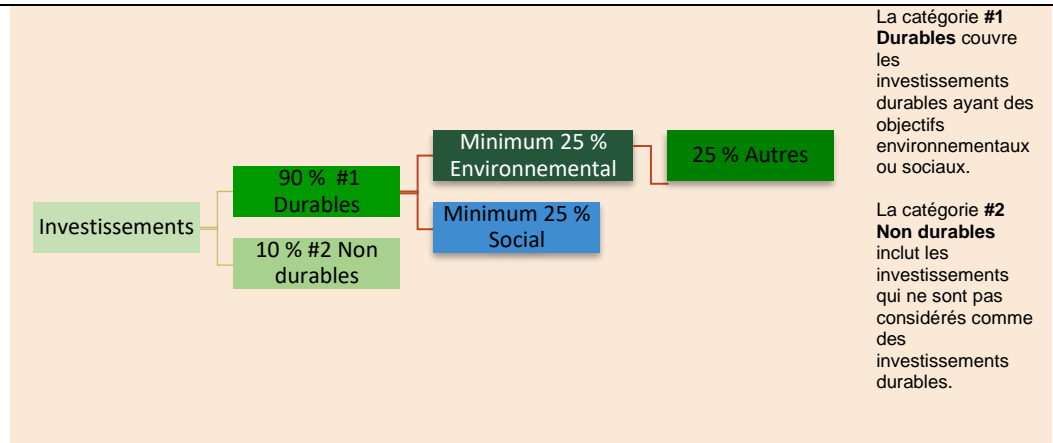 Investissements
90 % #1
Durables
10 % #2 Non
durables
Minimum 25 %
Environnemental
Minimum 25 %
Social
25 % Autres
La catégorie #1
Durables couvre
les
investissements
durables ayant des
objectifs
environnementaux
ou sociaux.
La catégorie #2
Non durables
inclut les
investissements
qui ne sont pas
considérés comme
des
investissements
durables.